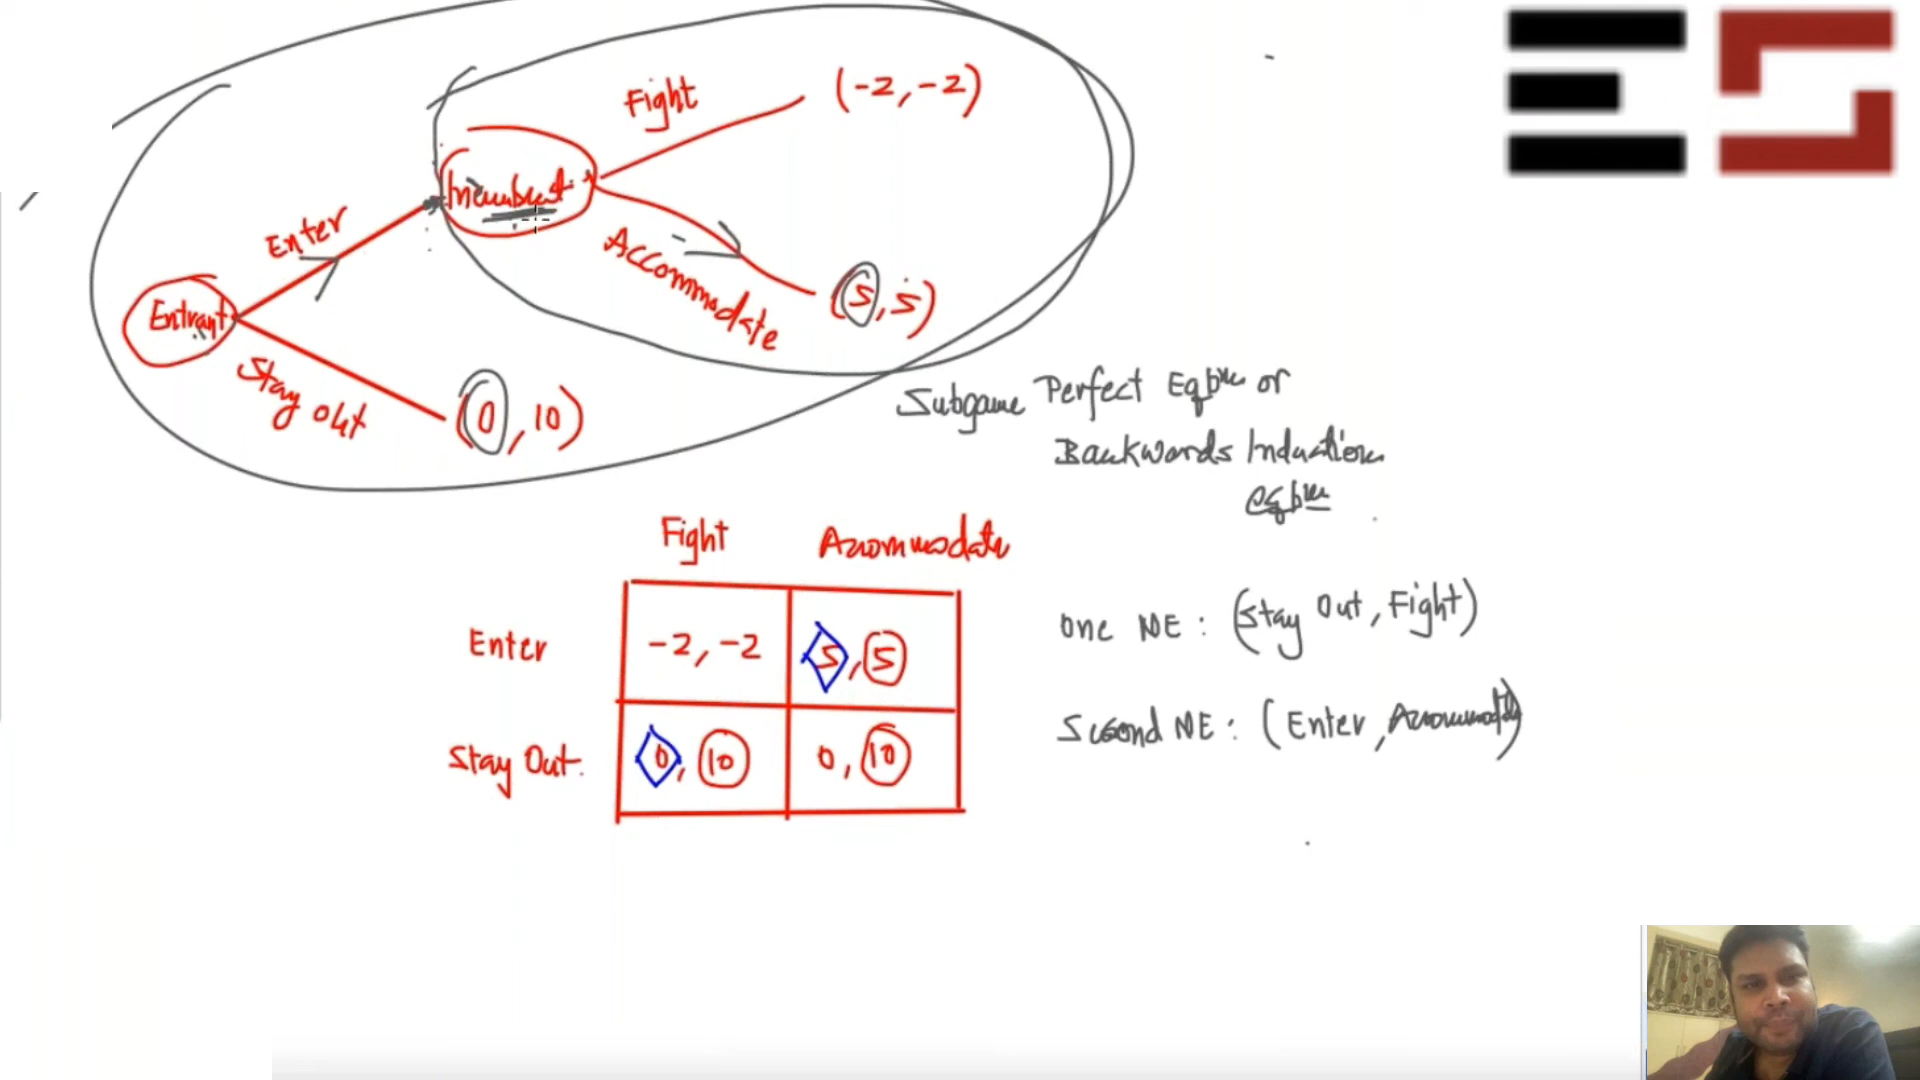 Fight
(-2, -2)
Incumbent
Enter
Accommodate
(5, 5)
Entrant
Stay Out
(0, 10)
Subgame Perfect Eqbm or
Backwards Induction
eqbm
Fight Accommodate
Enter -2, -2 5, 5
Stay Out. 0, 10 0, 10
One NE : (Stay Out, Fight)
Second NE : (Enter, Accommodate)
ES